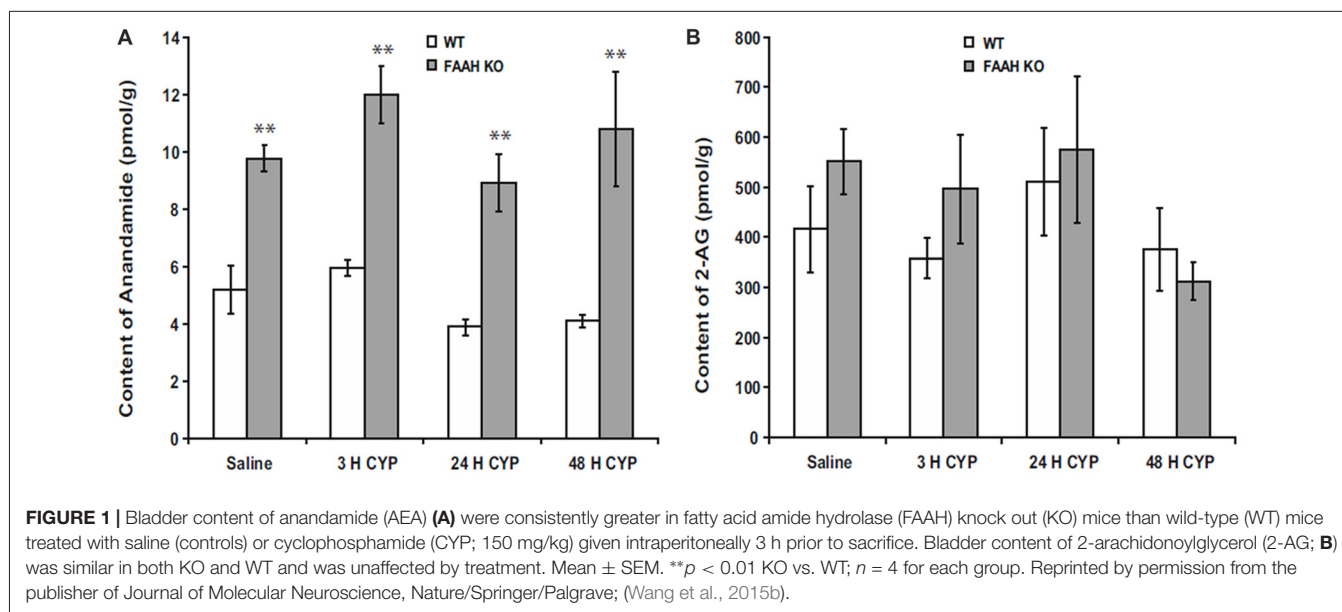 A
14
12
10
8
6
4
2
0
Content of Anandamide (pmol/g)
WT
FAAH KO
**
**
**
**
Saline
3 H CYP
24 H CYP
48 H CYP
B
800
700
600
500
400
300
200
100
0
Content of 2-AG (pmol/g)
WT
FAAH KO
Saline
3 H CYP
24 H CYP
48 H CYP
FIGURE 1 | Bladder content of anandamide (AEA) (A) were consistently greater in fatty acid amide hydrolase (FAAH) knock out (KO) mice than wild-type (WT) mice
treated with saline (controls) or cyclophosphamide (CYP; 150 mg/kg) given intraperitoneally 3 h prior to sacrifice. Bladder content of 2-arachidonoylglycerol (2-AG; B)
was similar in both KO and WT and was unaffected by treatment. Mean ± SEM. **p < 0.01 KO vs. WT; n = 4 for each group. Reprinted by permission from the
publisher of Journal of Molecular Neuroscience, Nature/Springer/Palgrave; (Wang et al., 2015b).